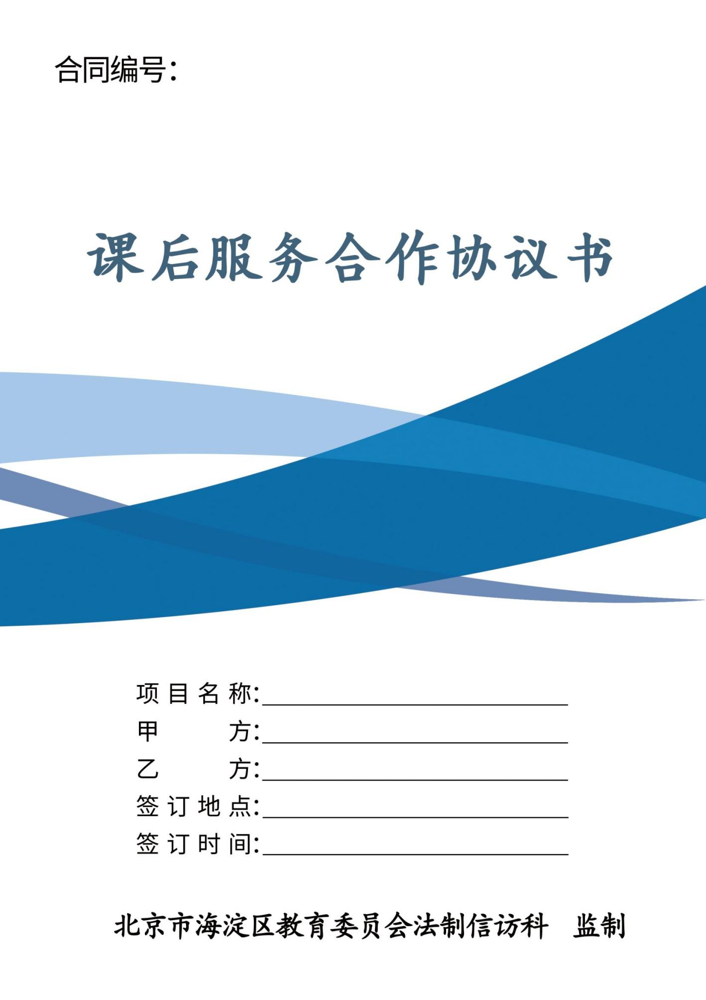 合同编号：
课后服务合作协议书
项目名称：
甲方：
乙方：
签订地点：
签订时间：
北京市海淀区教育委员会法制信访科 监制